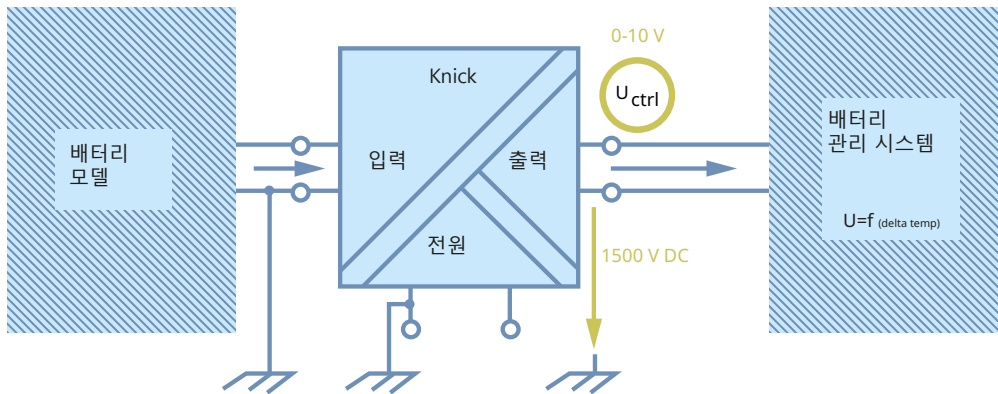 0-10 V
Knick
U ctrl
배터리
모델
입력
출력
배터리
관리 시스템
U=f (delta temp)
전원
1500 V DC